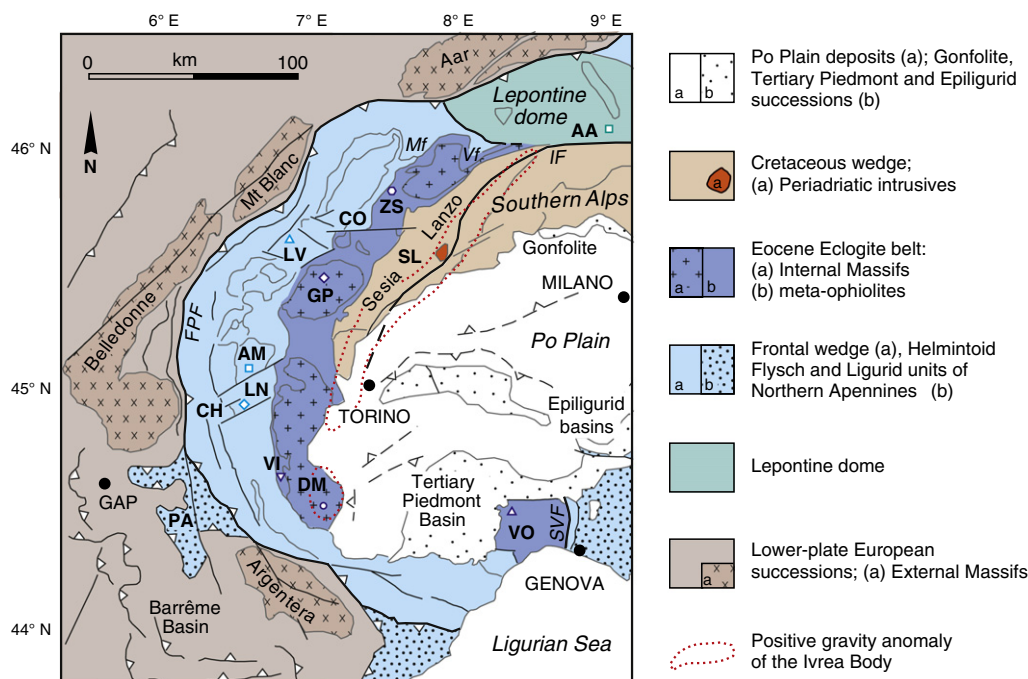 6° E
7° E
8° E
9° E
0
km
100
Aar
Lepontine
dome
AA
46° N
N
Mt Blanc
Mf
Vf
IF
ZS
CO
Lanzo
Southern Alps
LV
SL
Gonfolite
GP
Sesia
MILANO
FPF
Belledonne
Po Plain
AM
45° N
LN
CH
TORINO
Epiligurid
basins
VI
DM
Tertiary
Piedmont
Basin
GAP
PA
VO
SVF
Argentera
GENOVA
Barrême
Basin
44° N
Ligurian Sea
a
b
Po Plain deposits (a); Gonfolite,
Tertiary Piedmont and Epiligurid
successions (b)
a
Cretaceous wedge;
(a) Periadriatic intrusives
a
b
Eocene Eclogite belt:
(a) Internal Massifs
(b) meta-ophiolites
a
b
Frontal wedge (a), Helmintoid
Flysch and Ligurid units of
Northern Apennines (b)
Lepontine dome
a
Lower-plate European
successions; (a) External Massifs
Positive gravity anomaly
of the Ivrea Body